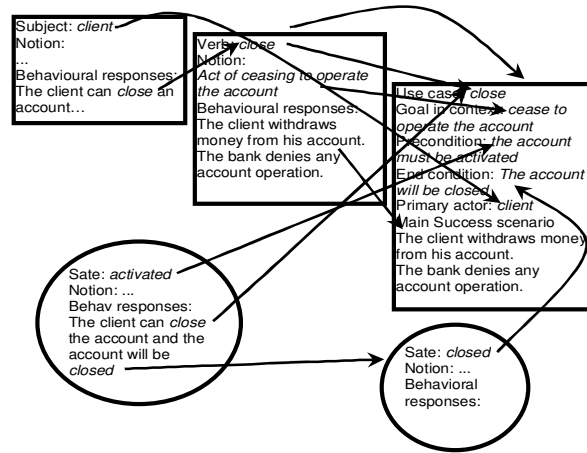 Subject: client
Notion:
...
Behavioural responses:
The client can close an
account…
Verb: close
Notion:
Act of ceasing to operate
the account
Behavioural responses:
The client withdraws
money from his account.
The bank denies any
account operation.
Use case: close
Goal in context: cease to
operate the account
Precondition: the account
must be activated
End condition: The account
will be closed
Primary actor: client
Main Success scenario
The client withdraws money
from his account.
The bank denies any
account operation.
Sate: activated
Notion: ...
Behav responses:
The client can close
the account and the
account will be
closed
Sate: closed
Notion: ...
Behavioral
responses: